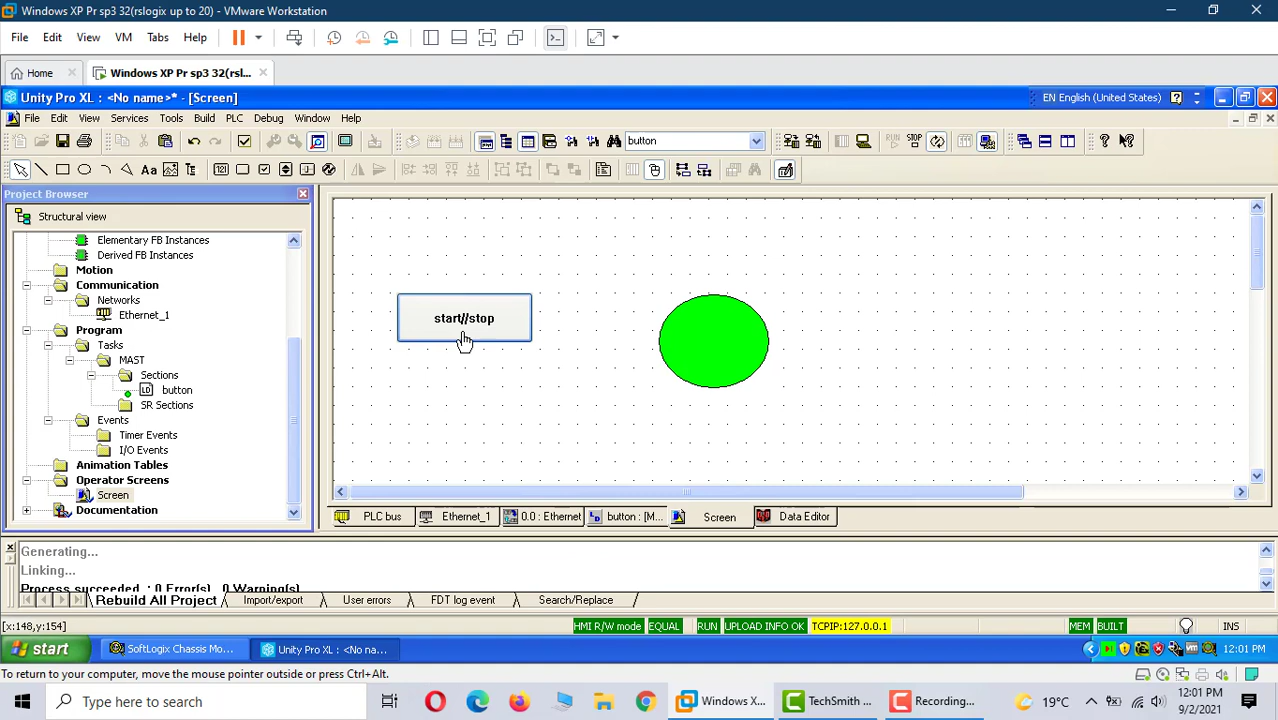 Windows XP Pr sp3 32(rslogix up to 20) - VMware Workstation
File Edit View VM Tabs Help
Home Windows XP Pr sp3 32(rsl...
Unity Pro XL : <No name>* - [Screen] EN English (United States)
File Edit View Services Tools Build PLC Debug Window Help
button RUN STOP
Aa
Project Browser
Structural view
Elementary FB Instances
Derived FB Instances
Motion
Communication
Networks
Ethernet_1
Program
Tasks
MAST
Sections
LD button
SR Sections
Events
Timer Events
I/O Events
Animation Tables
Operator Screens
Screen
Documentation
start//stop
PLC bus Ethernet_1 0.0 : Ethernet button : [M... Screen Data Editor
Generating...
Linking...
Process succeeded : 0 Error(s) , 0 Warning(s)
Rebuild All Project Import/export User errors FDT log event Search/Replace
[x:148,y:154] HMI R/W mode EQUAL RUN UPLOAD INFO OK TCPIP:127.0.0.1 MEM BUILT INS
start SoftLogix Chassis Mo... Unity Pro XL : <No na... 12:01 PM
To return to your computer, move the mouse pointer outside or press Ctrl+Alt.
Type here to search Windows X... TechSmith ... Recording... 19°C 12:01 PM
9/2/2021